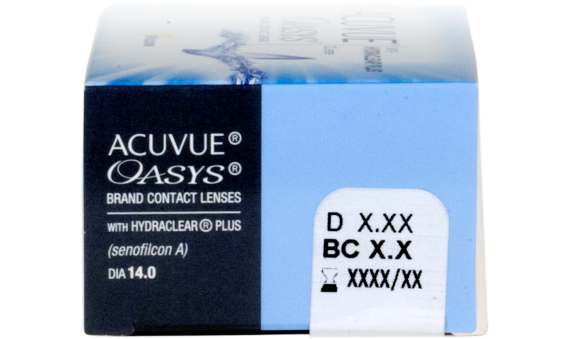 ACUVUE®
OASYS®
BRAND CONTACT LENSES
WITH HYDRACLEAR® PLUS
(senofilcon A)
DIA 14.0
D X.XX
BC X.X
XXXX/XX